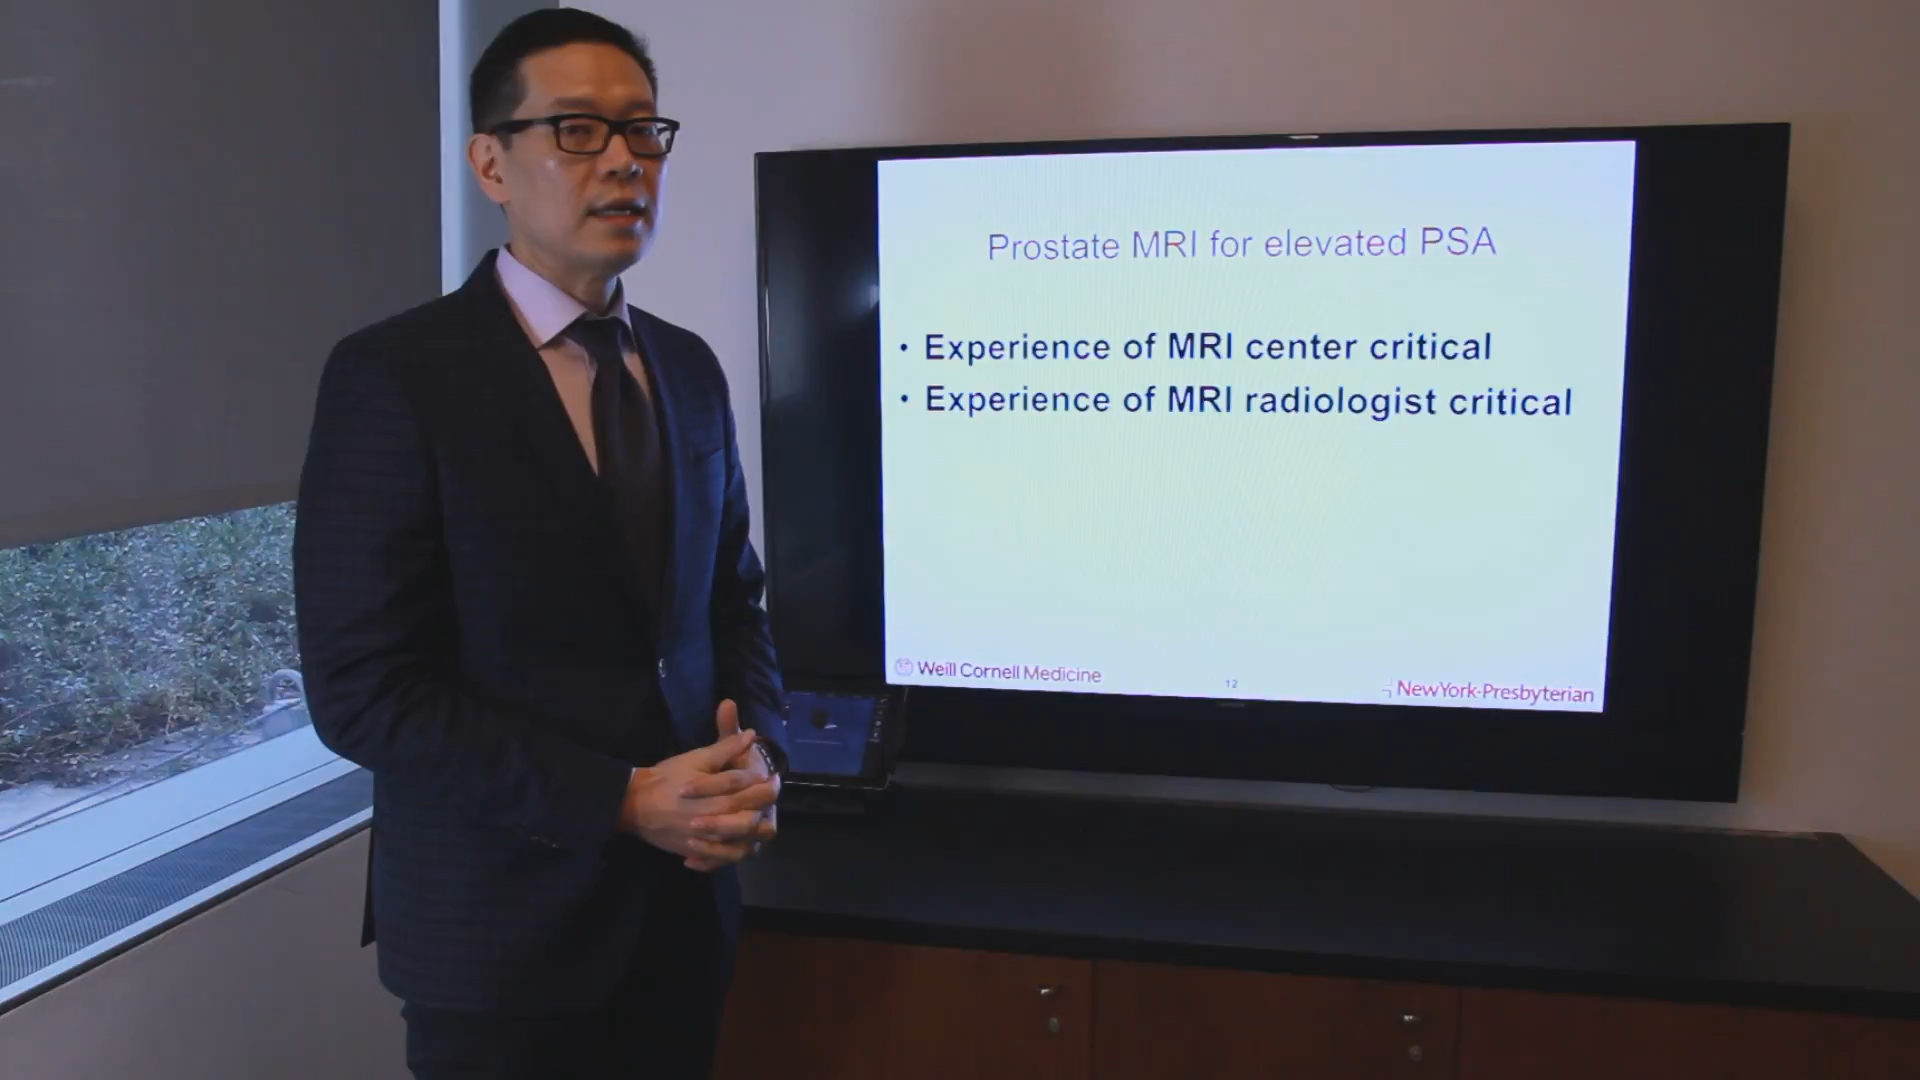 Prostate MRI for elevated PSA
• Experience of MRI center critical
• Experience of MRI radiologist critical
Weill Cornell Medicine
12
NewYork-Presbyterian